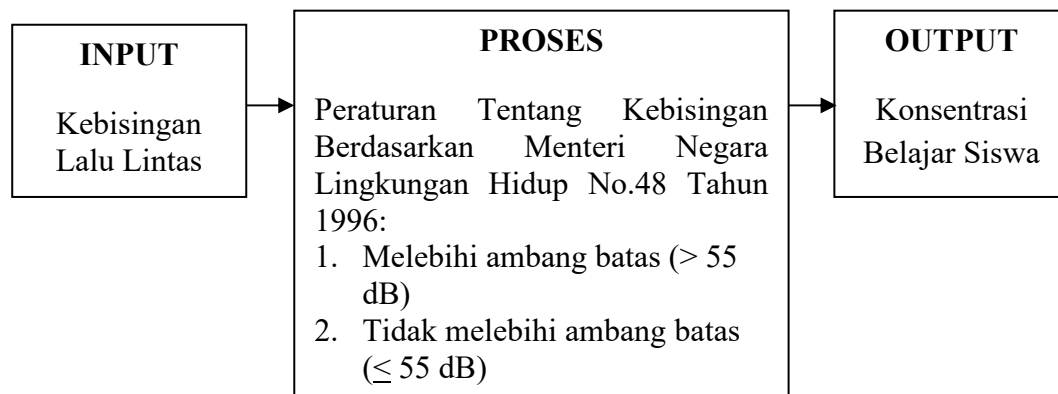 INPUT
Kebisingan
Lalu Lintas
PROSES
Peraturan Tentang Kebisingan
Berdasarkan Menteri Negara
Lingkungan Hidup No.48 Tahun
1996:
1. Melebihi ambang batas (> 55
dB)
2. Tidak melebihi ambang batas
(≤ 55 dB)
OUTPUT
Konsentrasi
Belajar Siswa